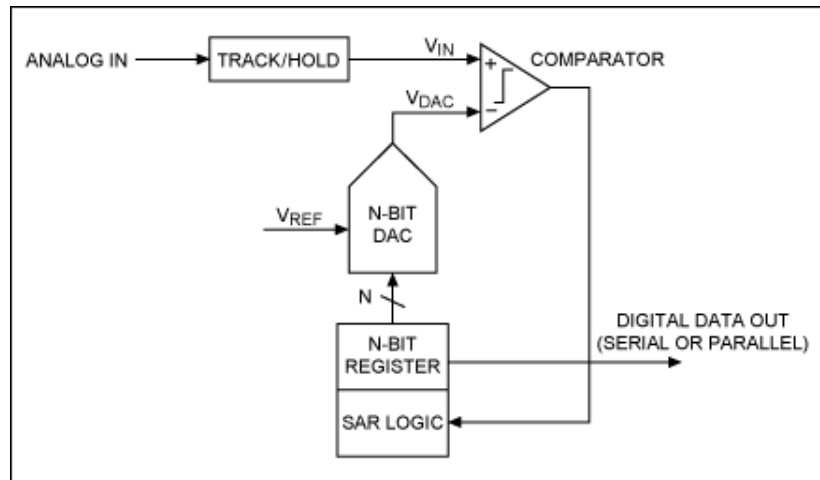 ANALOG IN
TRACK/HOLD
VIN
+
COMPARATOR
VDAC
−
VREF
N-BIT
DAC
N
N-BIT
REGISTER
DIGITAL DATA OUT
(SERIAL OR PARALLEL)
SAR LOGIC